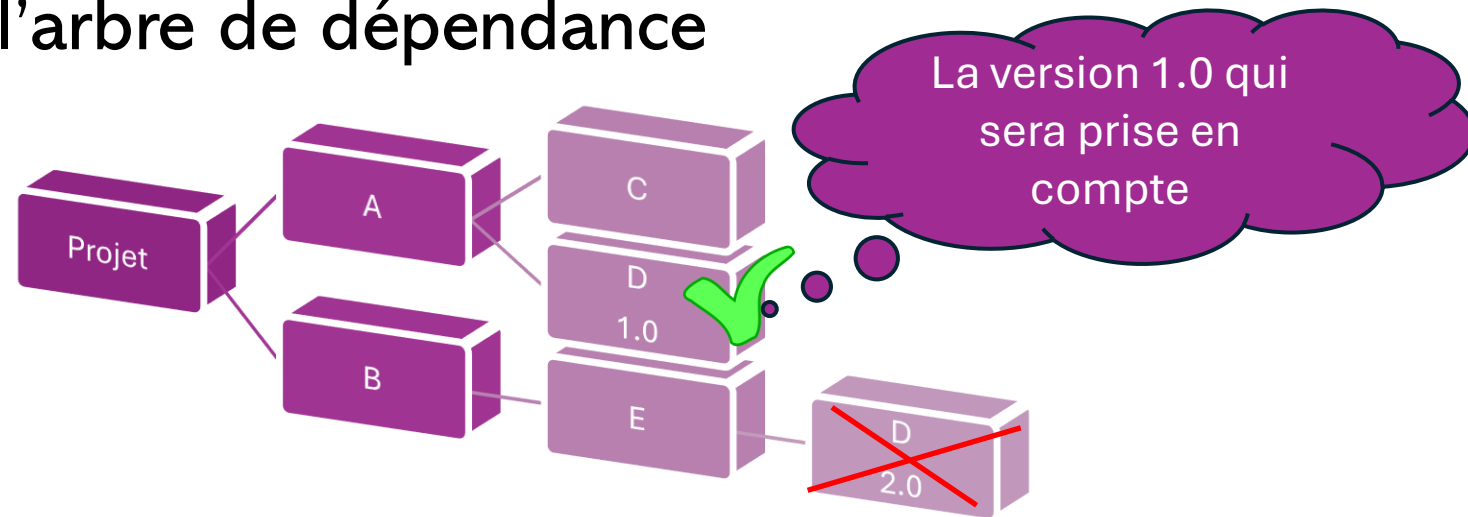 l'arbre de dépendance
La version 1.0 qui
sera prise en
compte
Projet
A
B
C
D
1.0
E
D
2.0